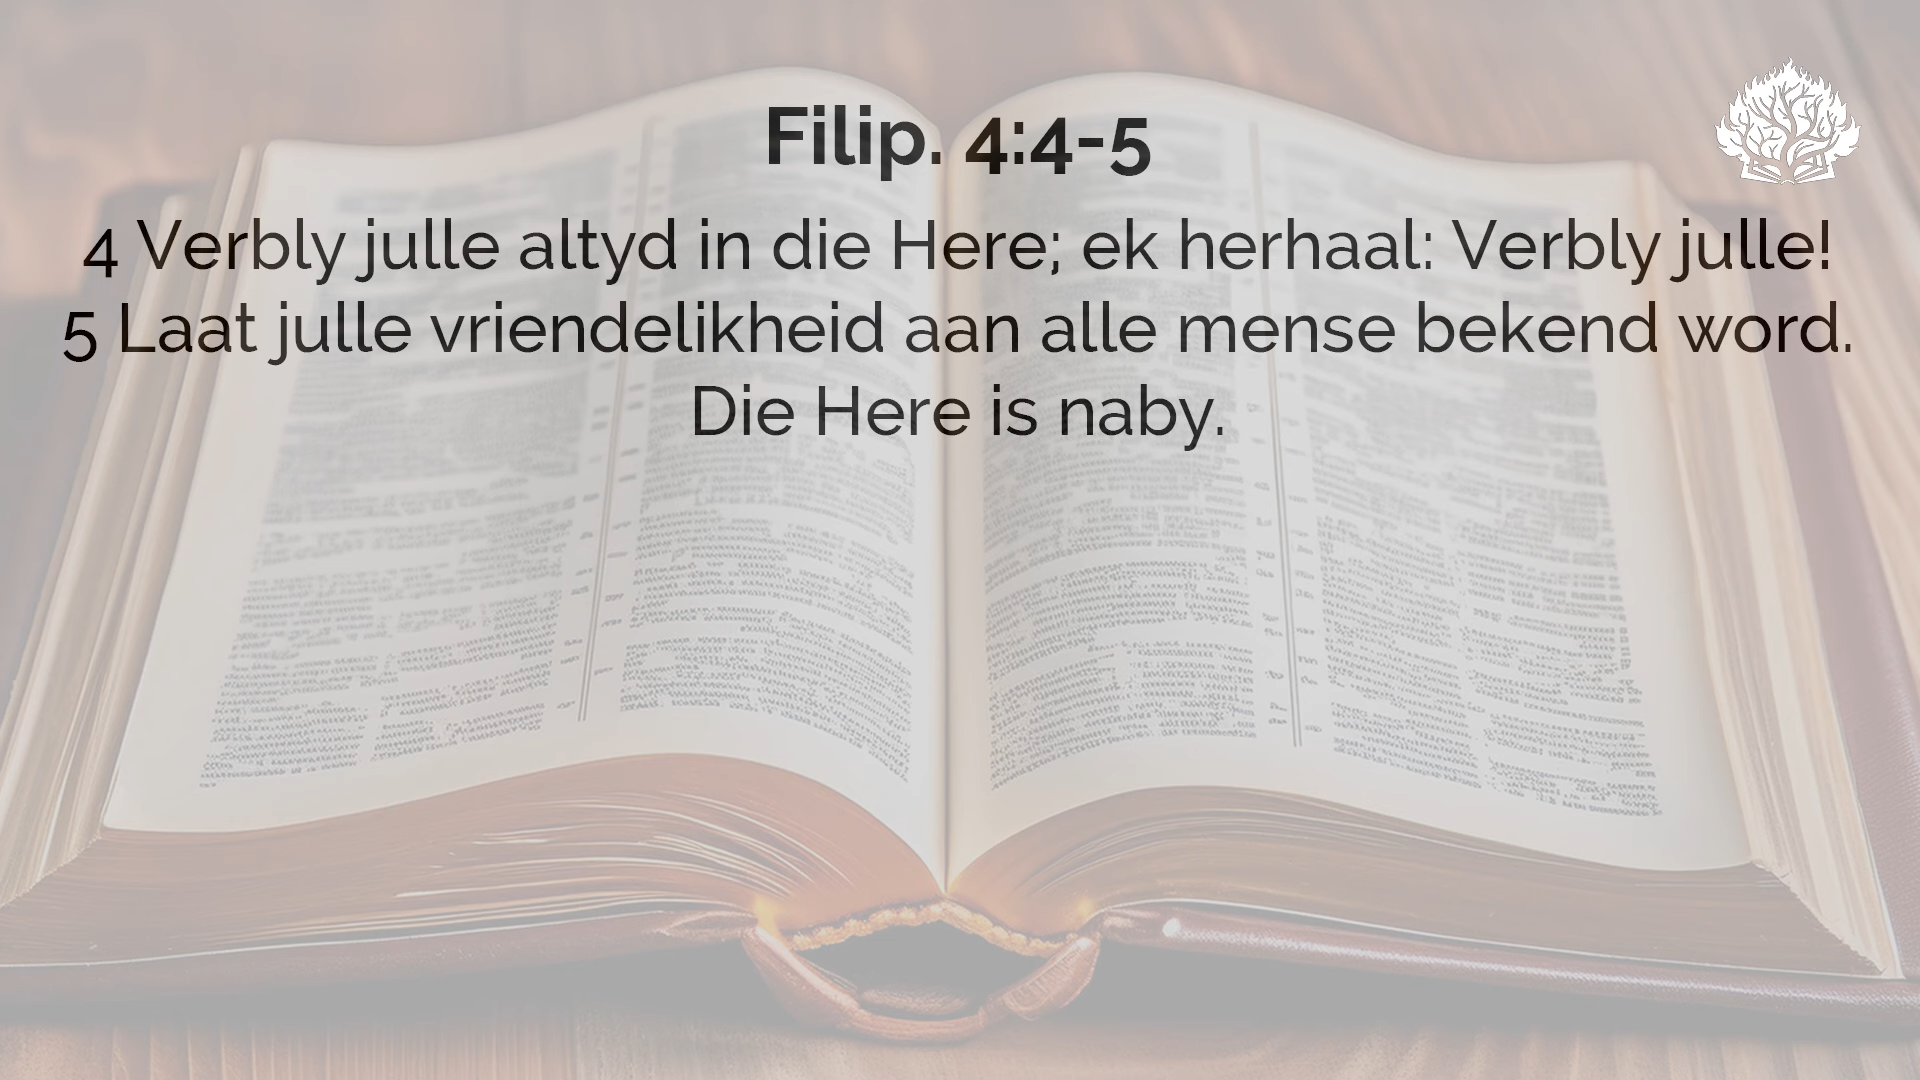 Filip. 4:4-5
4 Verbly julle altyd in die Here; ek herhaal: Verbly julle!
5 Laat julle vriendelikheid aan alle mense bekend word.
Die Here is naby.